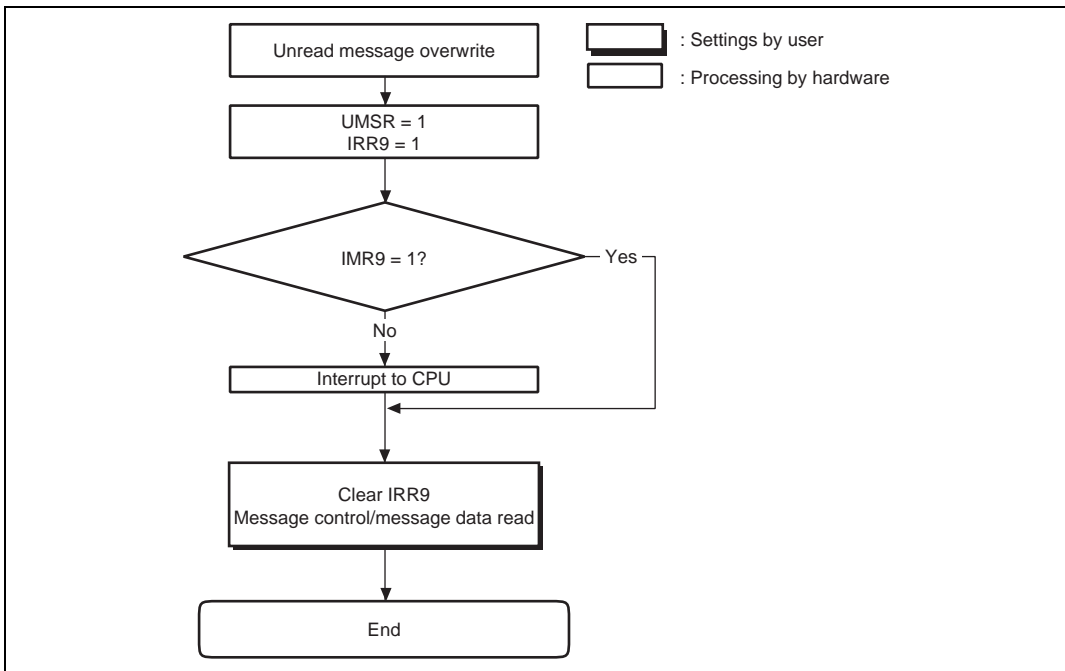 Unread message overwrite
: Settings by user
: Processing by hardware
UMSR = 1
IRR9 = 1
IMR9 = 1?
Yes
No
Interrupt to CPU
Clear IRR9
Message control/message data read
End